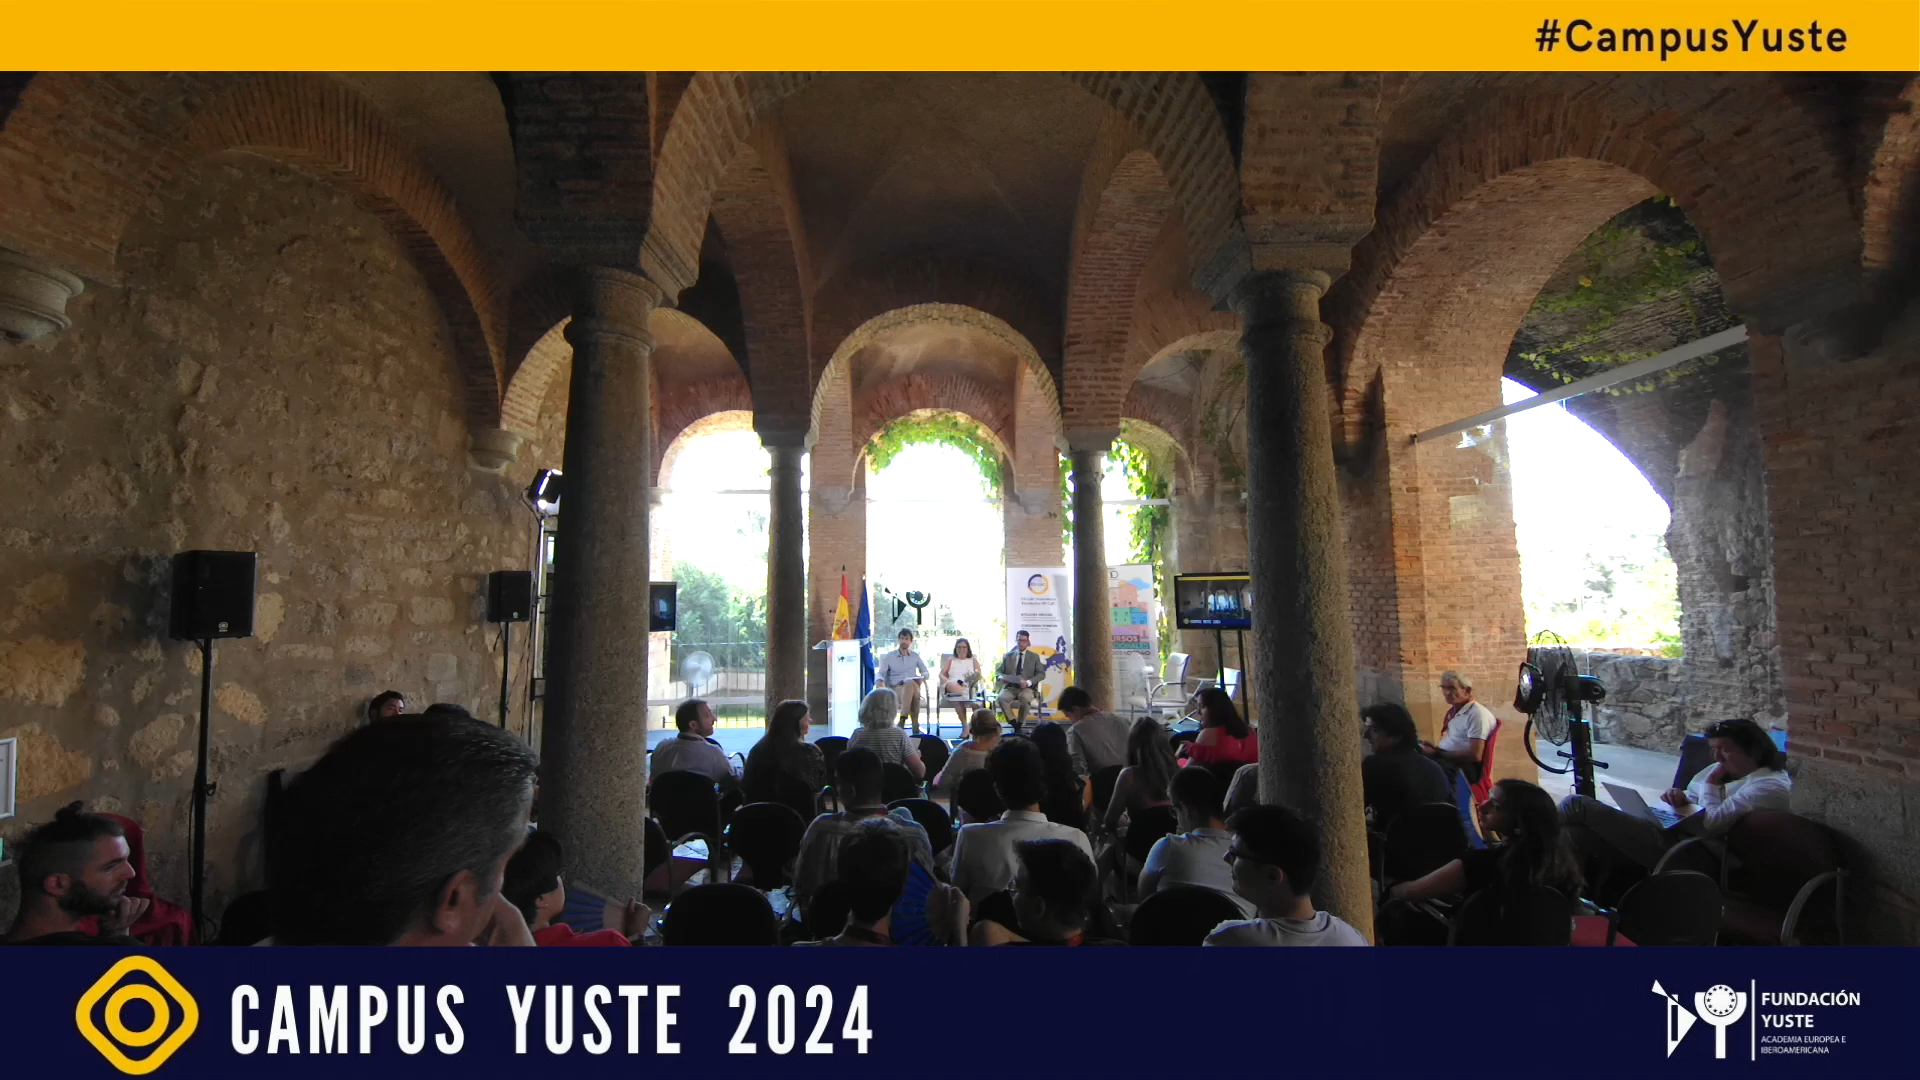 #CampusYuste
CAMPUS YUSTE 2024
FUNDACIÓN
YUSTE
ACADEMIA EUROPEA E
IBEROAMERICANA